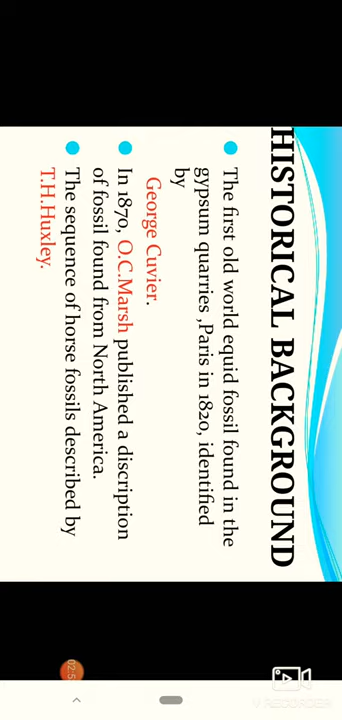 HISTORICAL BACKGROUND
The first old world equid fossil found in the
gypsum quarries ,Paris in 1820, identified
by
George Cuvier.
In 1870, O.C.Marsh published a discription
of fossil found from North America.
The sequence of horse fossils described by
T.H.Huxley.
RECORDER